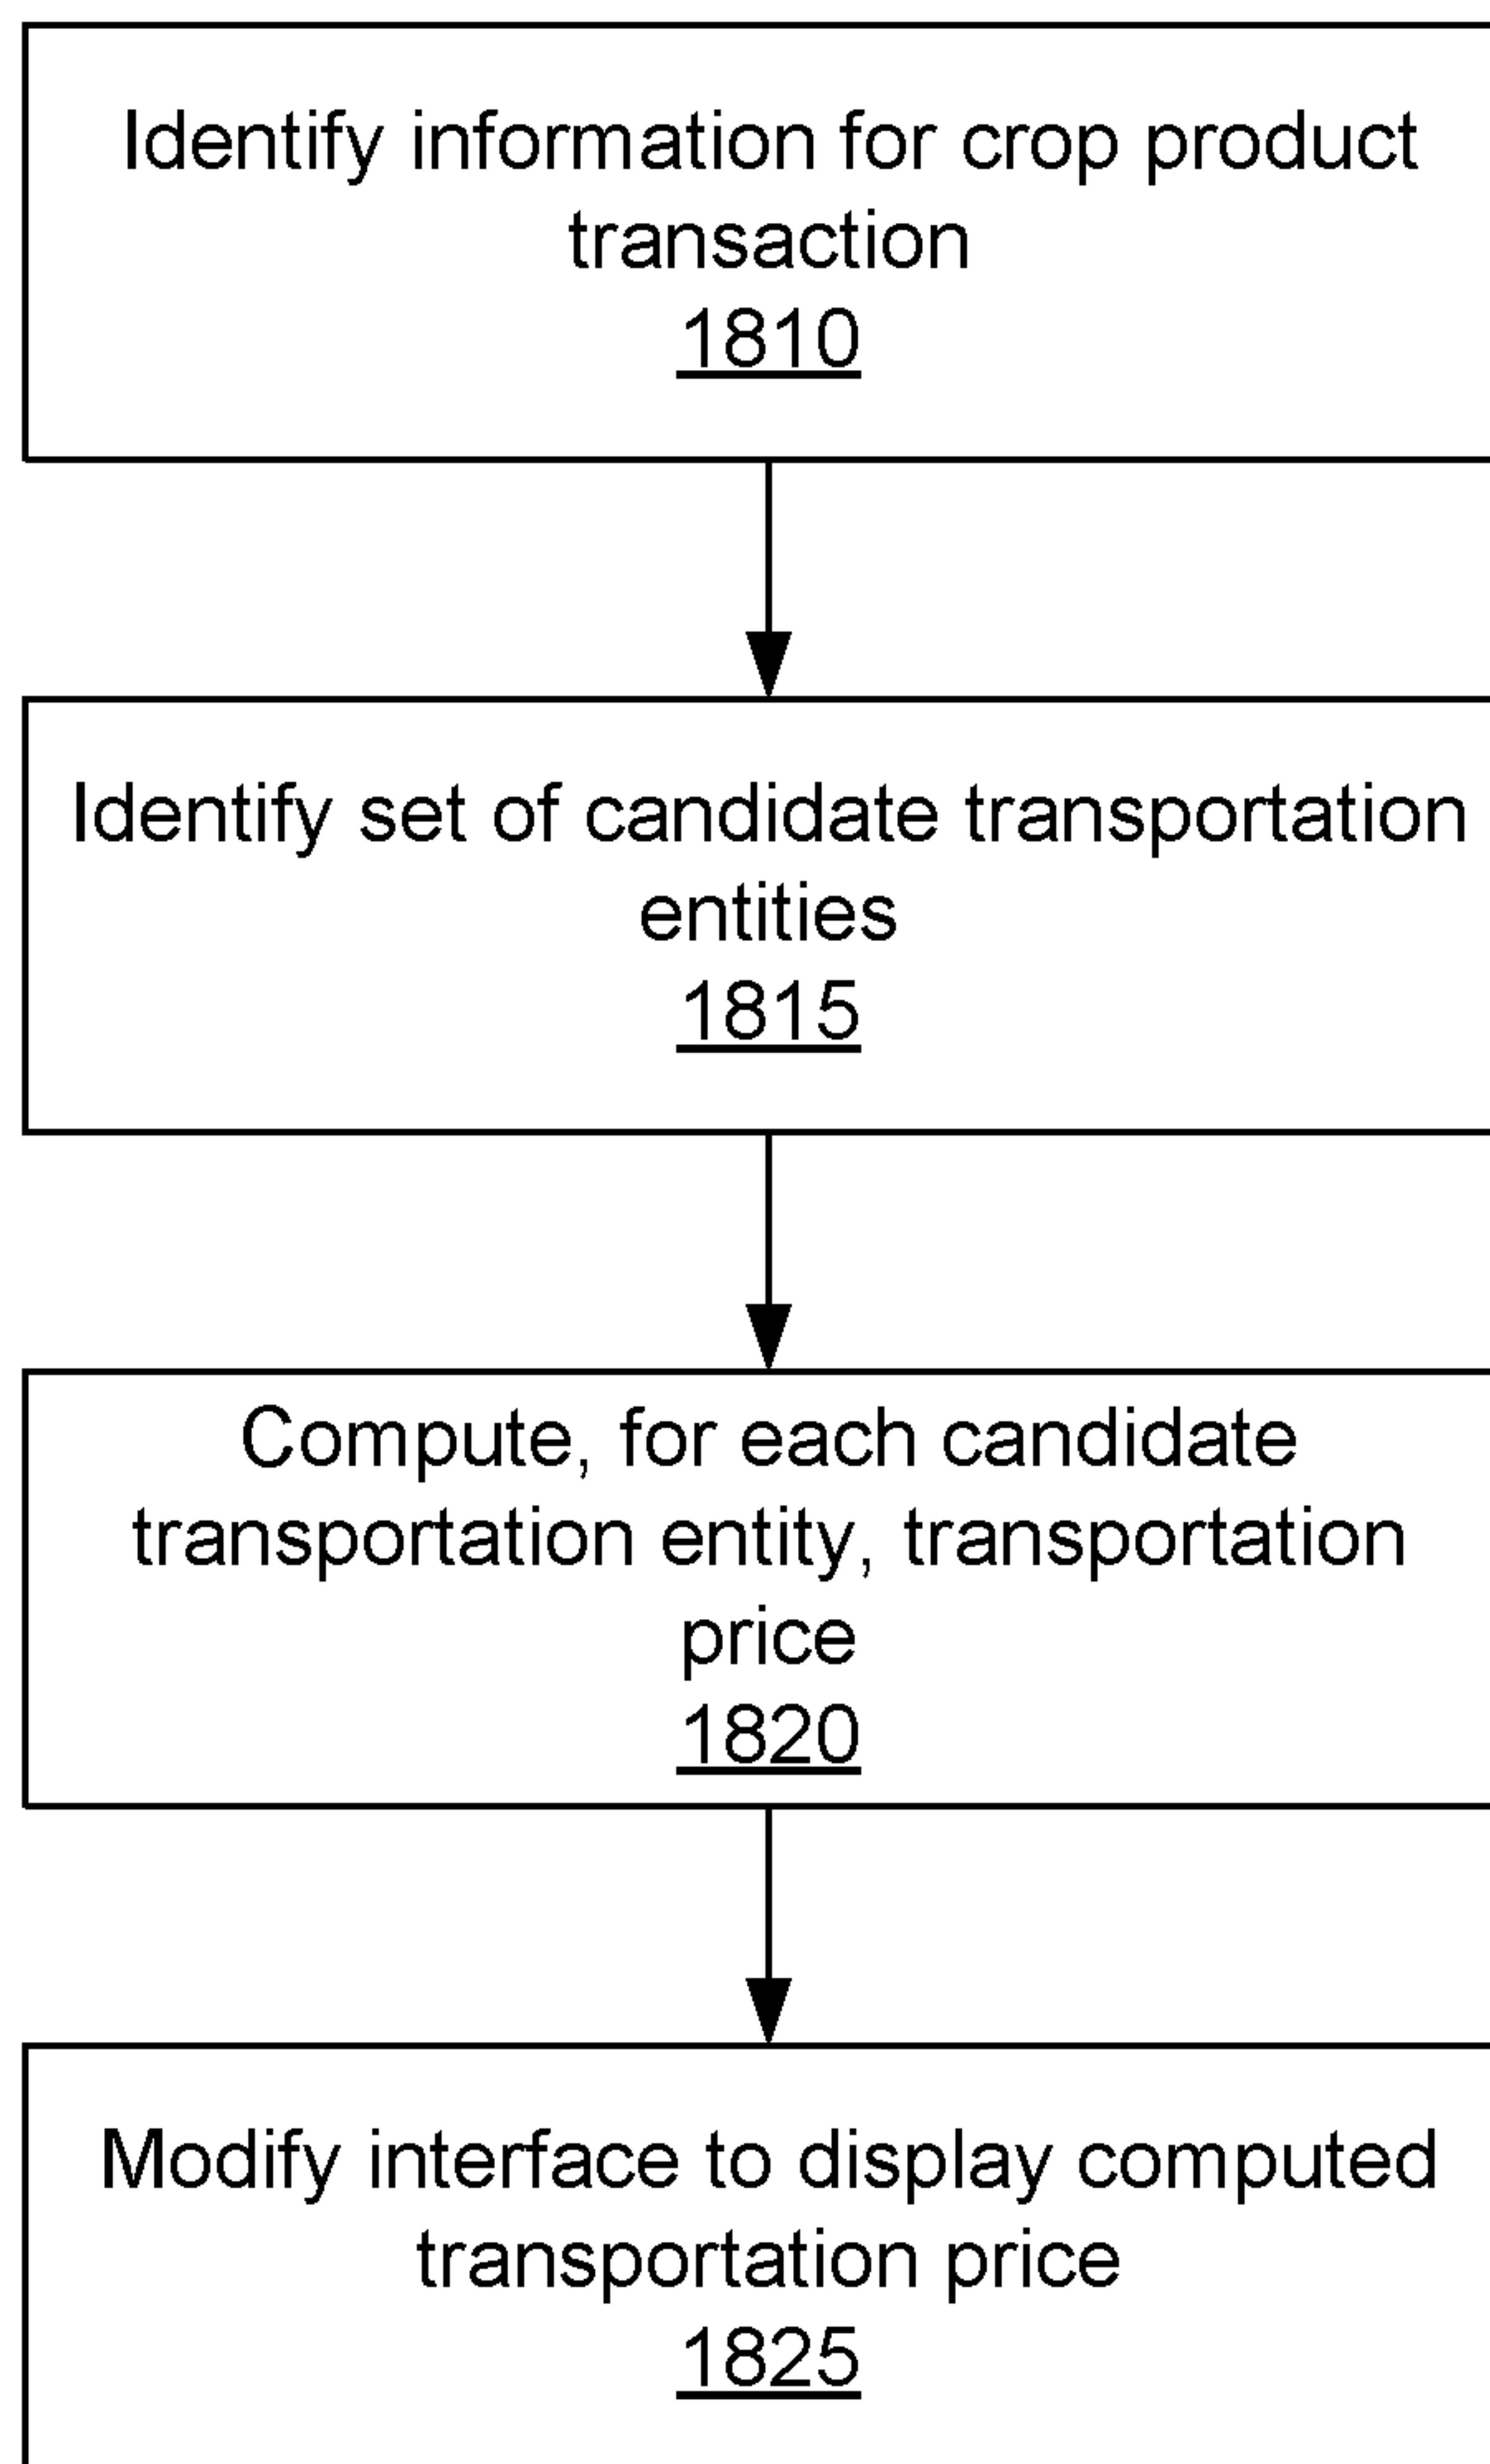 Identify information for crop product
transaction
1810
Identify set of candidate transportation
entities
1815
Compute, for each candidate
transportation entity, transportation
price
1820
Modify interface to display computed
transportation price
1825